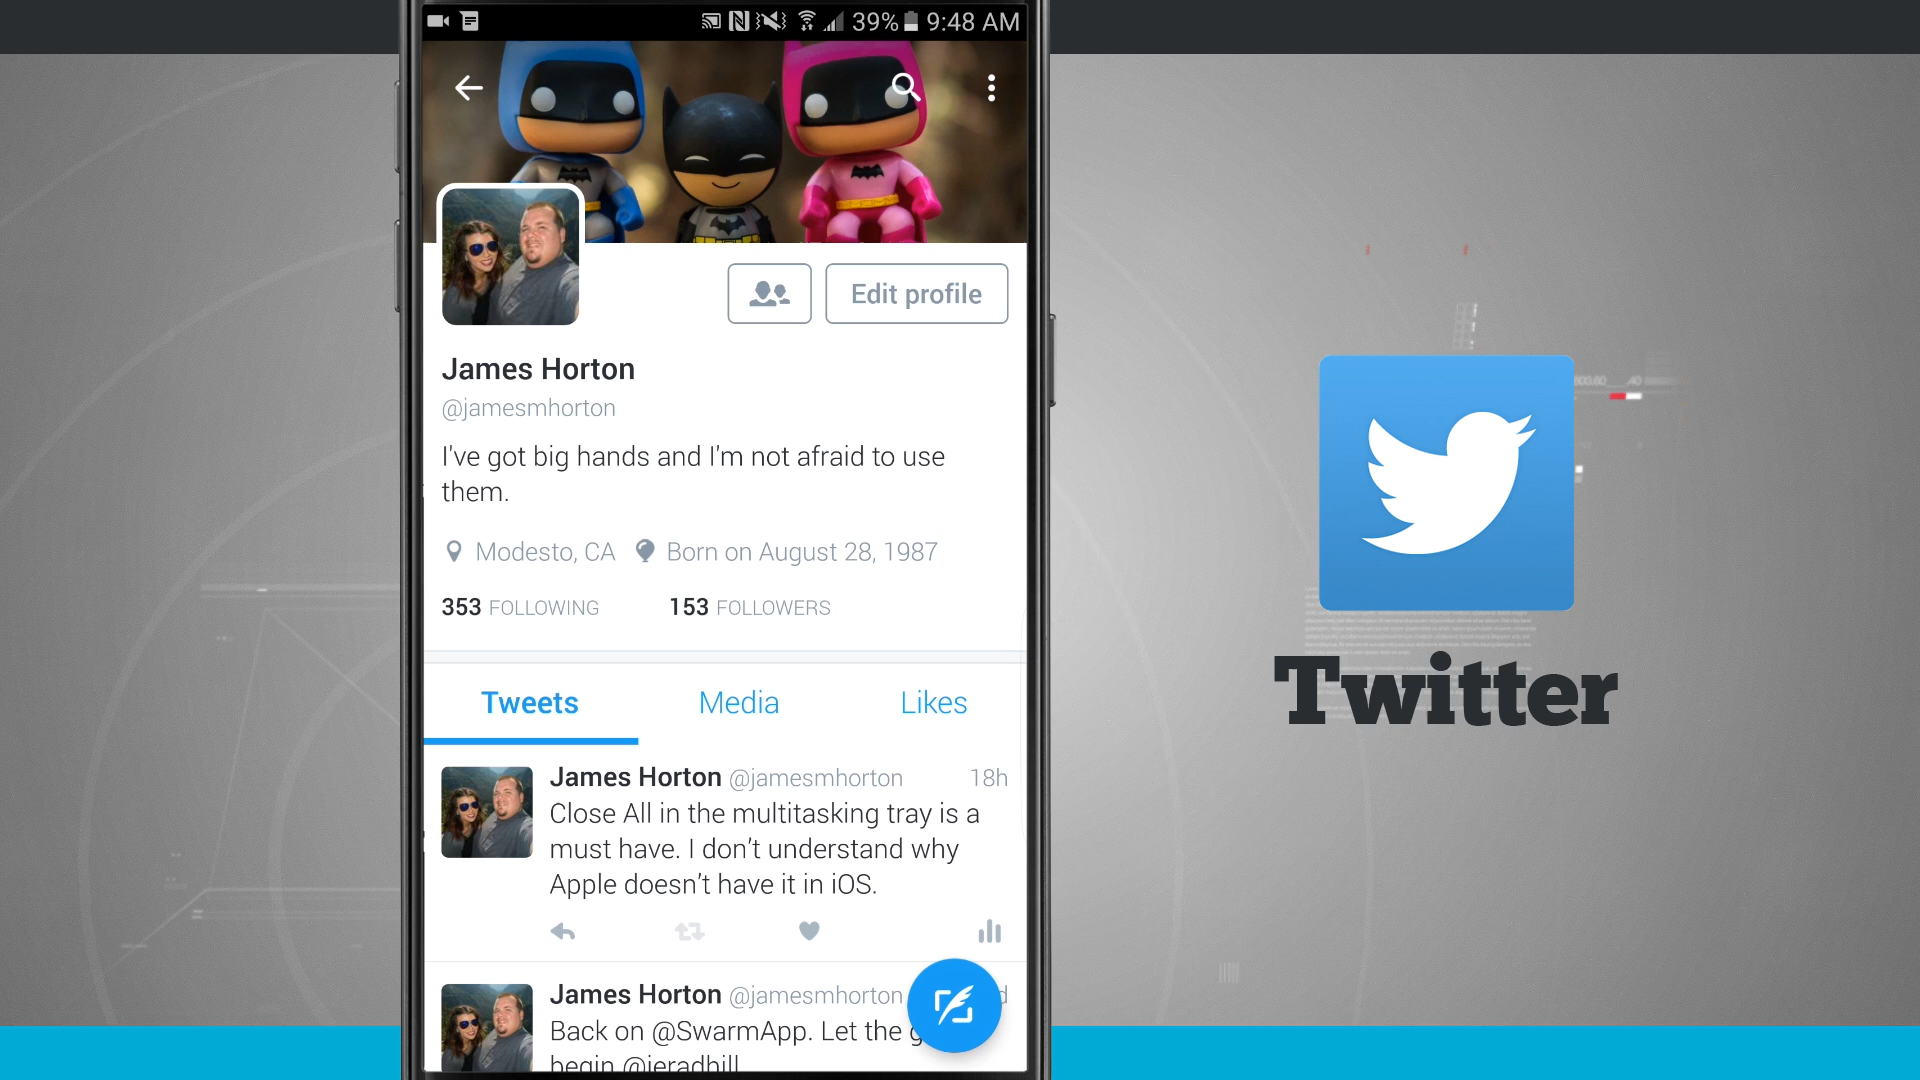 39% 9:48 AM
Edit profile
James Horton
@jamesmhorton
I've got big hands and I'm not afraid to use
them.
Modesto, CA Born on August 28, 1987
353 FOLLOWING 153 FOLLOWERS
Tweets Media Likes
James Horton @jamesmhorton 18h
Close All in the multitasking tray is a
must have. I don't understand why
Apple doesn't have it in iOS.
James Horton @jamesmhorton
Back on @SwarmApp. Let the
begin @jeradhill
Twitter